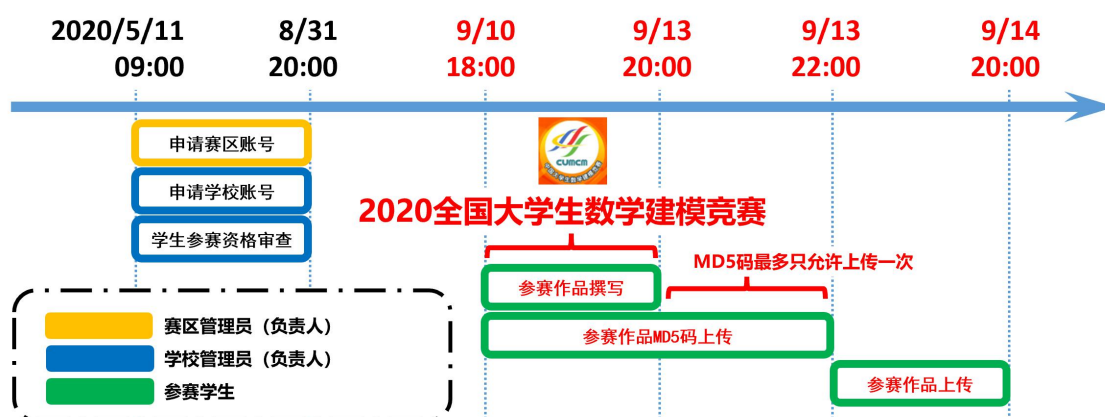 2020/5/11 8/31 9/10 9/13 9/13 9/14
09:00 20:00 18:00 20:00 22:00 20:00
申请赛区账号
CUMCM
申请学校账号
2020全国大学生数学建模竞赛
学生参赛资格审查
MD5码最多只允许上传一次
参赛作品撰写
赛区管理员（负责人）
参赛作品MD5码上传
学校管理员（负责人）
参赛学生
参赛作品上传